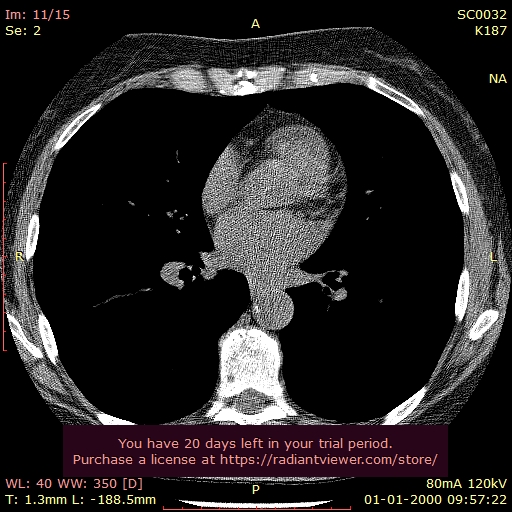 Im: 11/15
Se: 2
A
SC0032
K187
NA
R
L
You have 20 days left in your trial period.
Purchase a license at https://radiantviewer.com/store/
WL: 40 WW: 350 [D]
T: 1.3mm L: -188.5mm
P
80mA 120kV
01-01-2000 09:57:22